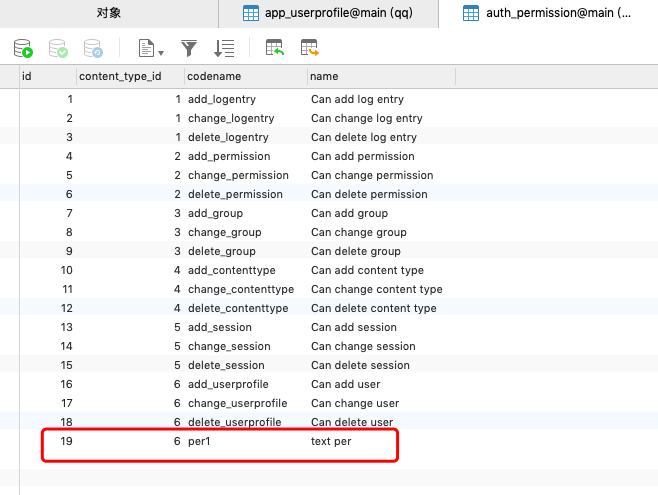 对象 app_userprofile@main (qq) auth_permission@main (...
id content_type_id codename name
1 1 add_logentry Can add log entry
2 1 change_logentry Can change log entry
3 1 delete_logentry Can delete log entry
4 2 add_permission Can add permission
5 2 change_permission Can change permission
6 2 delete_permission Can delete permission
7 3 add_group Can add group
8 3 change_group Can change group
9 3 delete_group Can delete group
10 4 add_contenttype Can add content type
11 4 change_contenttype Can change content type
12 4 delete_contenttype Can delete content type
13 5 add_session Can add session
14 5 change_session Can change session
15 5 delete_session Can delete session
16 6 add_userprofile Can add user
17 6 change_userprofile Can change user
18 6 delete_userprofile Can delete user
19 6 per1 text per